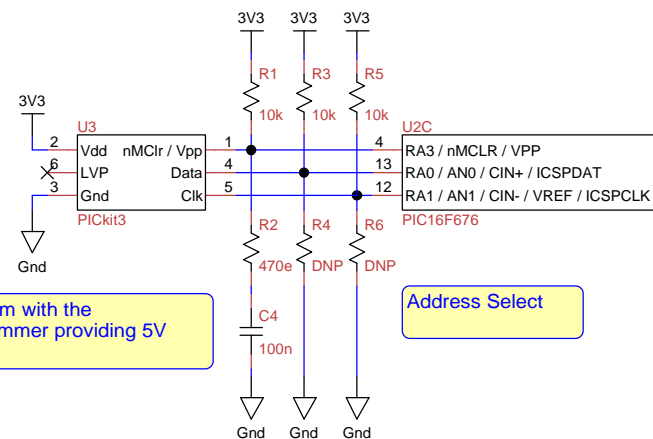 3V3 3V3 3V3
R1 R3 R5
10k 10k 10k
3V3
U3 U2C
2 Vdd nMClr / Vpp 1 4 RA3 / nMCLR / VPP
6 LVP Data 4 13 RA0 / AN0 / CIN+ / ICSPDAT
3 Gnd Clk 5 12 RA1 / AN1 / CIN- / VREF / ICSPCLK
PICkit3 PIC16F676
R2 R4 R6
470e DNP DNP
Gnd
m with the
mmer providing 5V
Address Select
C4
100n
Gnd Gnd Gnd